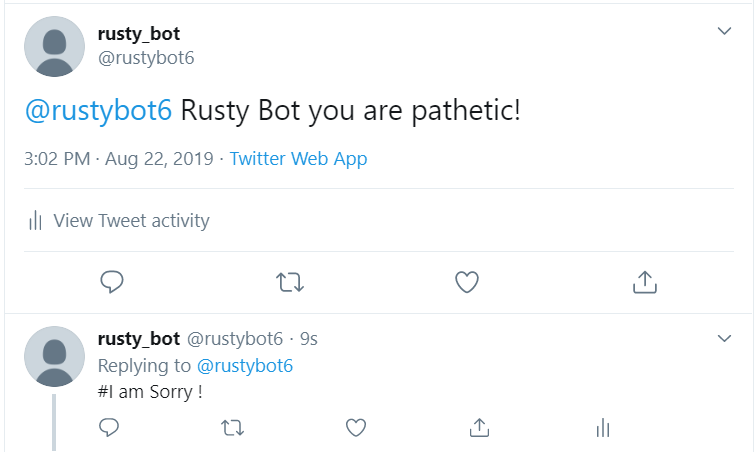 rusty_bot
@rustybot6
@rustybot6 Rusty Bot you are pathetic!
3:02 PM · Aug 22, 2019 · Twitter Web App
View Tweet activity
rusty_bot @rustybot6 · 9s
Replying to @rustybot6
#I am Sorry !